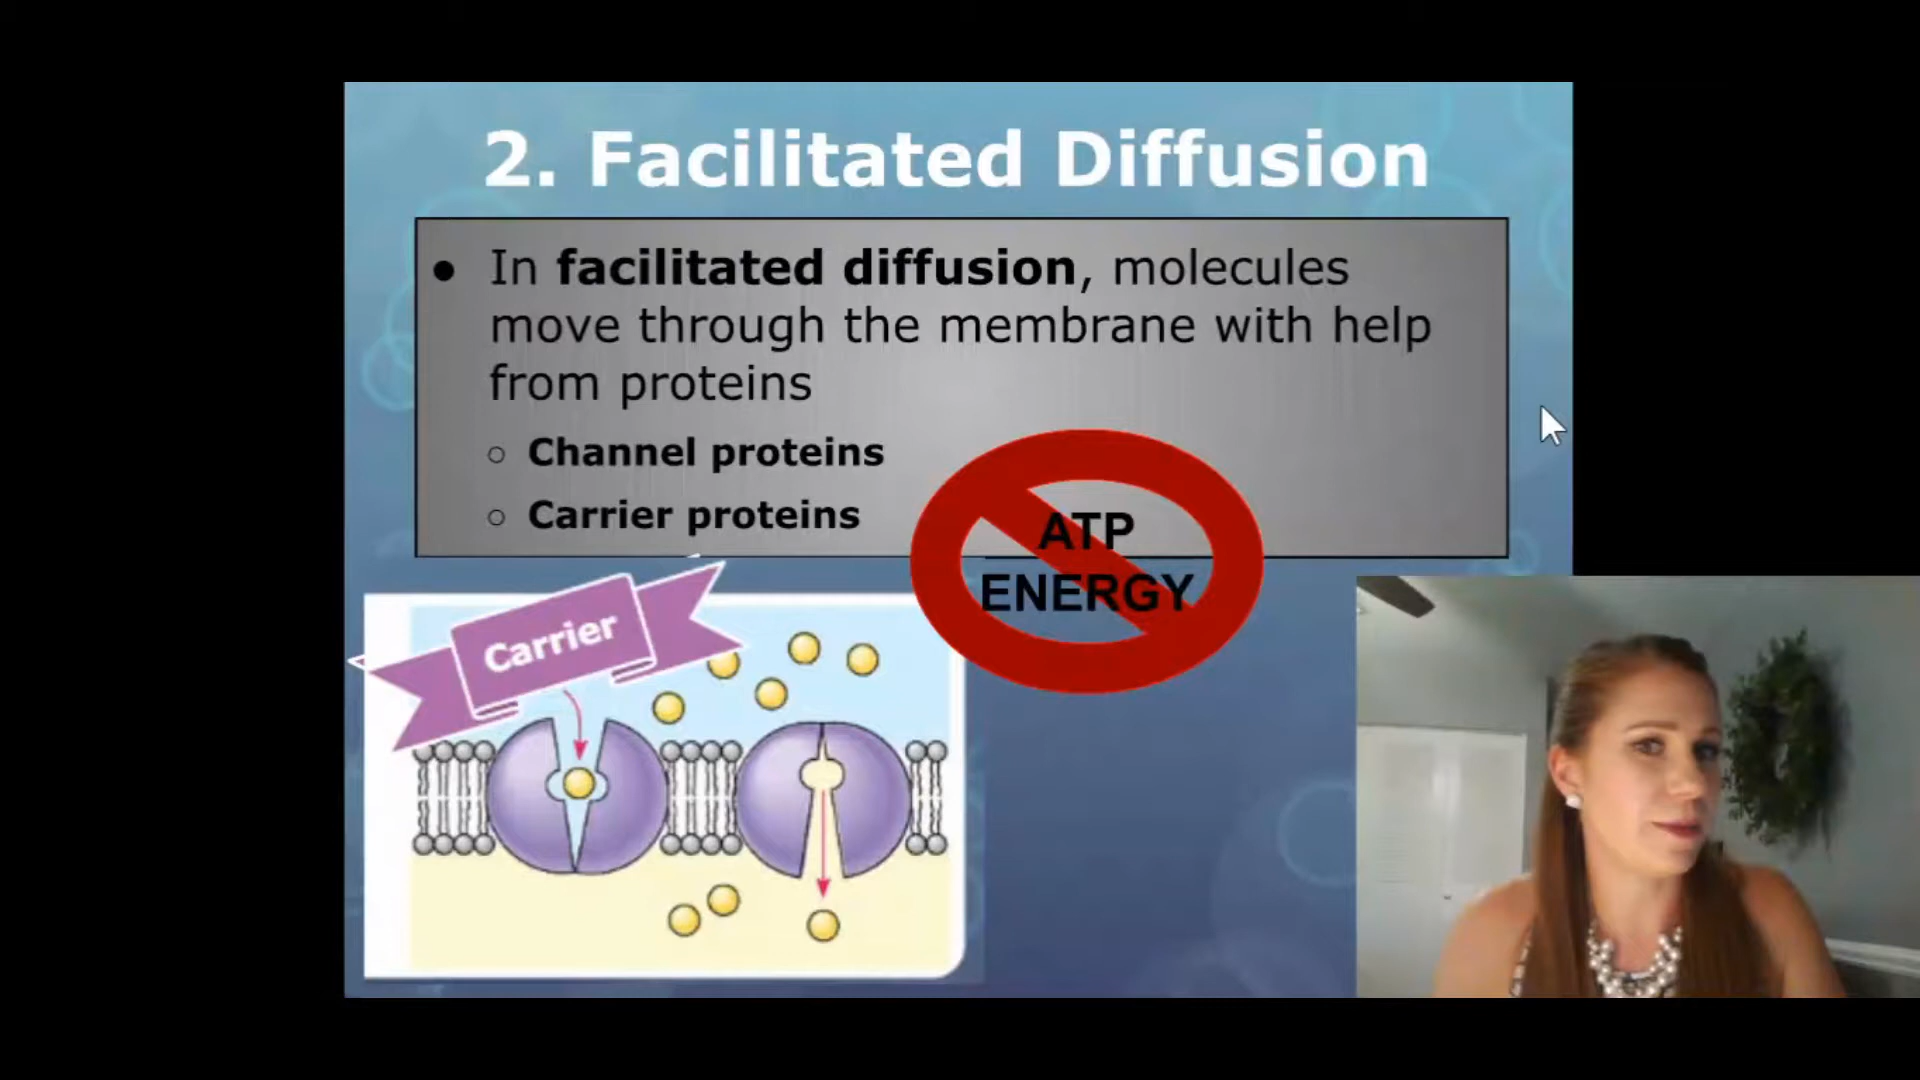 2. Facilitated Diffusion
● In facilitated diffusion, molecules
move through the membrane with help
from proteins
○ Channel proteins
○ Carrier proteins
ATP
ENERGY
Carrier